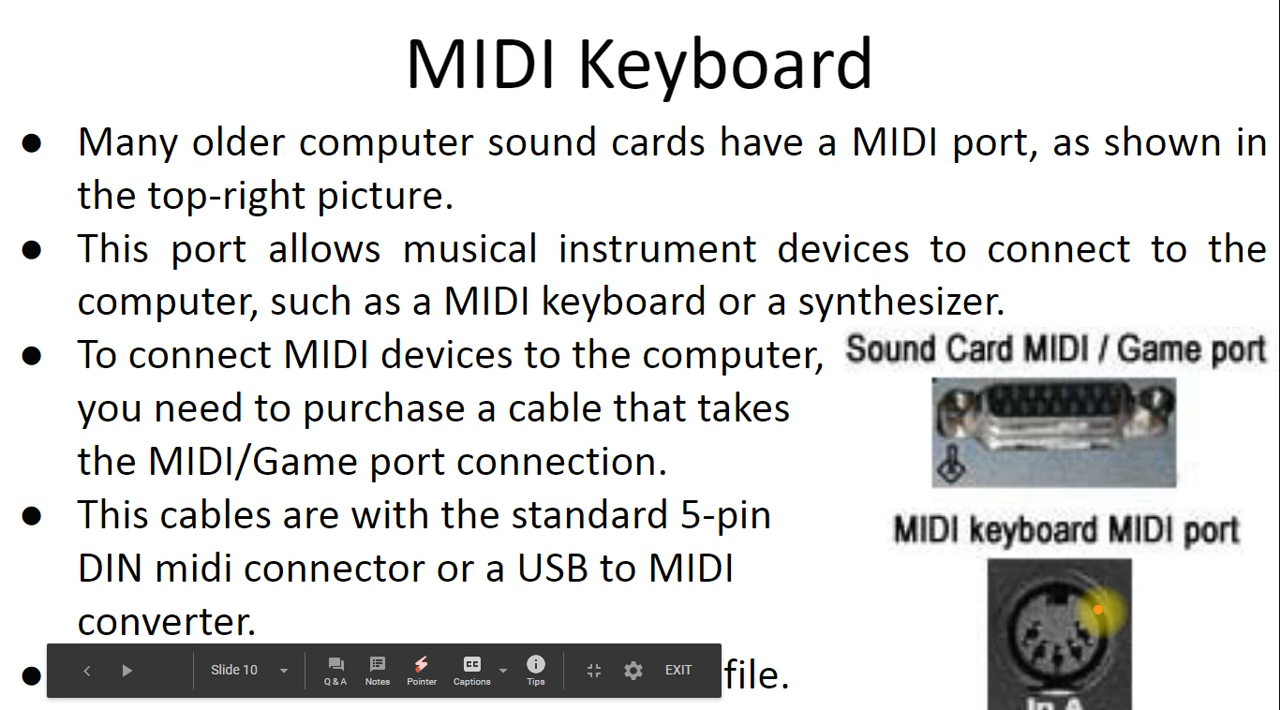 MIDI Keyboard
● Many older computer sound cards have a MIDI port, as shown in
the top-right picture.
● This port allows musical instrument devices to connect to the
computer, such as a MIDI keyboard or a synthesizer.
● To connect MIDI devices to the computer,
you need to purchase a cable that takes
the MIDI/Game port connection.
● This cables are with the standard 5-pin
DIN midi connector or a USB to MIDI
converter.
● file.
Sound Card MIDI / Game port
MIDI keyboard MIDI port
In A
Slide 10
Q & A
Notes
Pointer
CC
Captions
Tips
EXIT